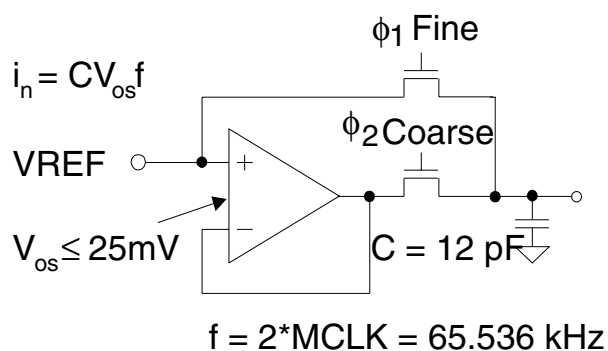 ϕ₁ Fine
iₙ = CVₒₛf
ϕ₂ Coarse
VREF
+
−
Vₒₛ ≤ 25mV
C = 12 pF
f = 2*MCLK = 65.536 kHz